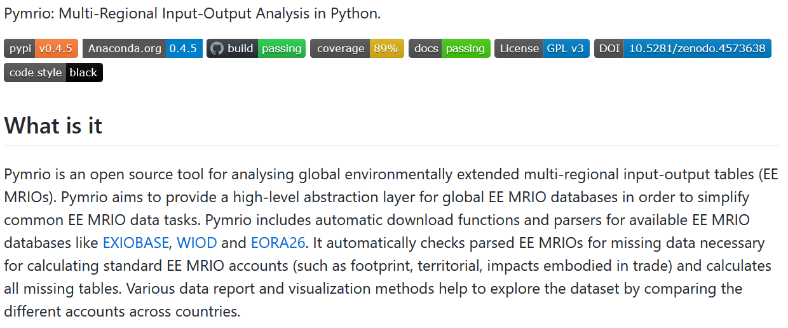 Pymrio: Multi-Regional Input-Output Analysis in Python.
pypi v0.4.5 Anaconda.org 0.4.5 build passing coverage 89% docs passing License GPL v3 DOI 10.5281/zenodo.4573638
code style black
What is it
Pymrio is an open source tool for analysing global environmentally extended multi-regional input-output tables (EE
MRIOs). Pymrio aims to provide a high-level abstraction layer for global EE MRIO databases in order to simplify
common EE MRIO data tasks. Pymrio includes automatic download functions and parsers for available EE MRIO
databases like EXIOBASE, WIOD and EORA26. It automatically checks parsed EE MRIOs for missing data necessary
for calculating standard EE MRIO accounts (such as footprint, territorial, impacts embodied in trade) and calculates
all missing tables. Various data report and visualization methods help to explore the dataset by comparing the
different accounts across countries.